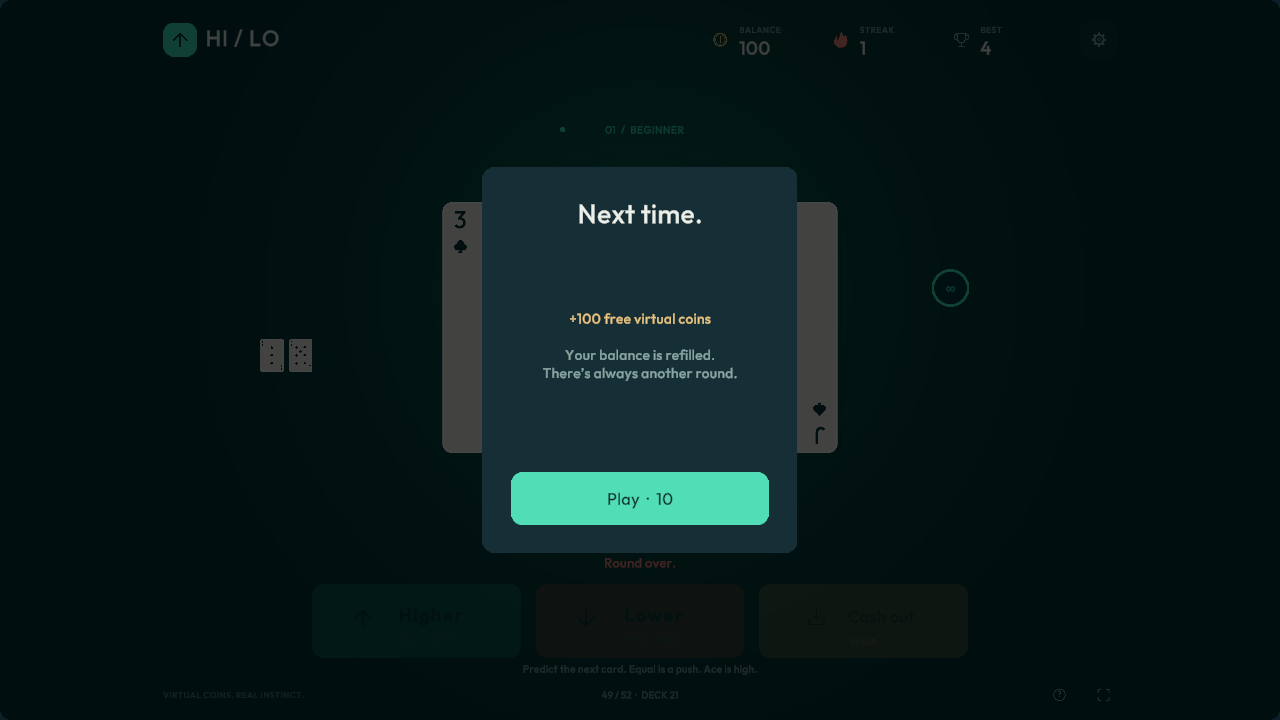 HI / LO
BALANCE
100
STREAK
1
BEST
4
01 / BEGINNER
3
Next time.
∞
+100 free virtual coins
Your balance is refilled.
There's always another round.
J
Play · 10
Round over.
Higher
Lower
Cash out
Predict the next card. Equal is a push. Ace is high.
VIRTUAL COINS. REAL INSTINCT.
49 / 52 · DECK 21